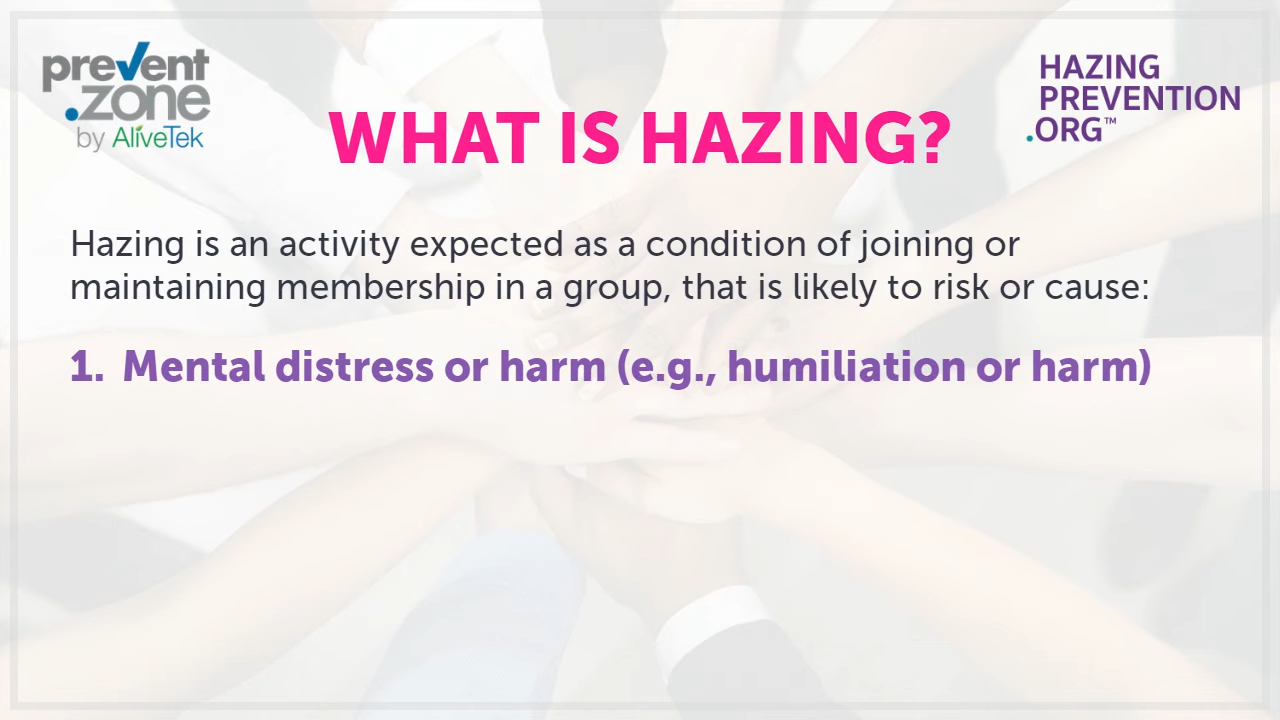 prevent
.zone
by AliveTek
HAZING
PREVENTION
.ORG™
WHAT IS HAZING?
Hazing is an activity expected as a condition of joining or
maintaining membership in a group, that is likely to risk or cause:
1. Mental distress or harm (e.g., humiliation or harm)